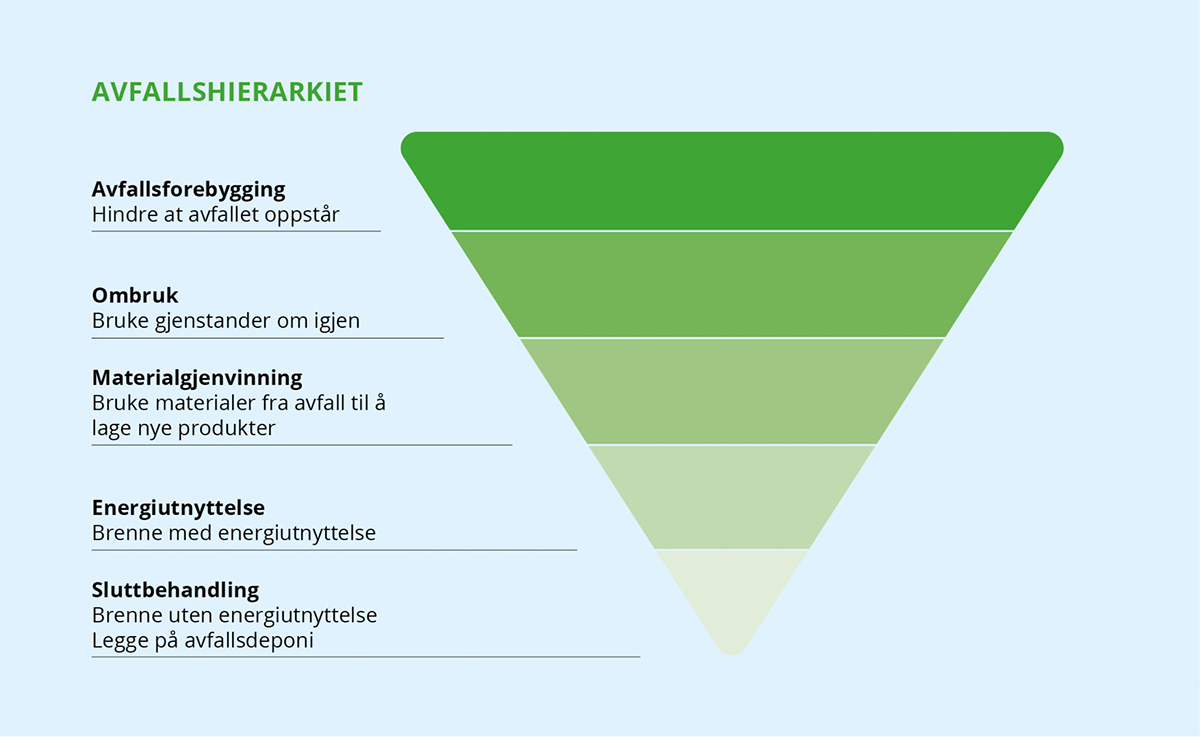 AVFALLSHIERARKIET
Avfallsforebygging
Hindre at avfallet oppstår
Ombruk
Bruke gjenstander om igjen
Materialgjenvinning
Bruke materialer fra avfall til å
lage nye produkter
Energiutnyttelse
Brenne med energiutnyttelse
Sluttbehandling
Brenne uten energiutnyttelse
Legge på avfallsdeponi